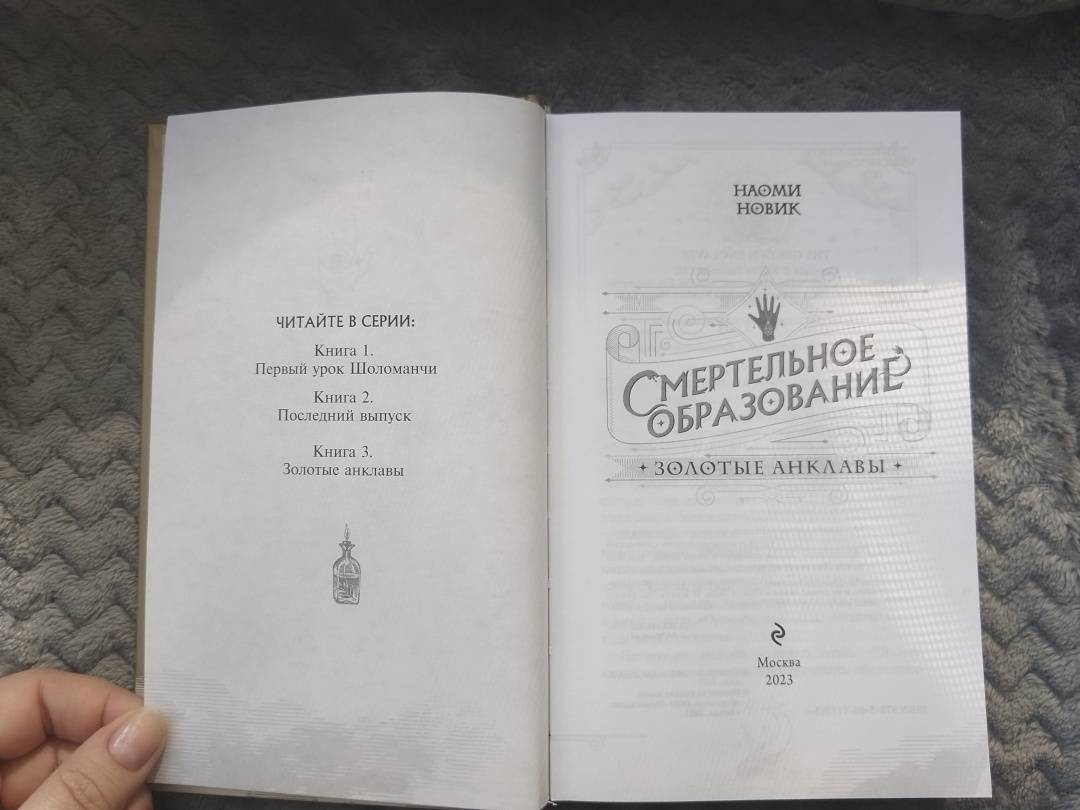 ЧИТАЙТЕ В СЕРИИ:
Книга 1.
Первый урок Шоломанчи
Книга 2.
Последний выпуск
Книга 3.
Золотые анклавы
НАОМИ
НОВИК
СМЕРТЕЛЬНОЕ
ОБРАЗОВАНИЕ
ЗОЛОТЫЕ АНКЛАВЫ
Москва
2023